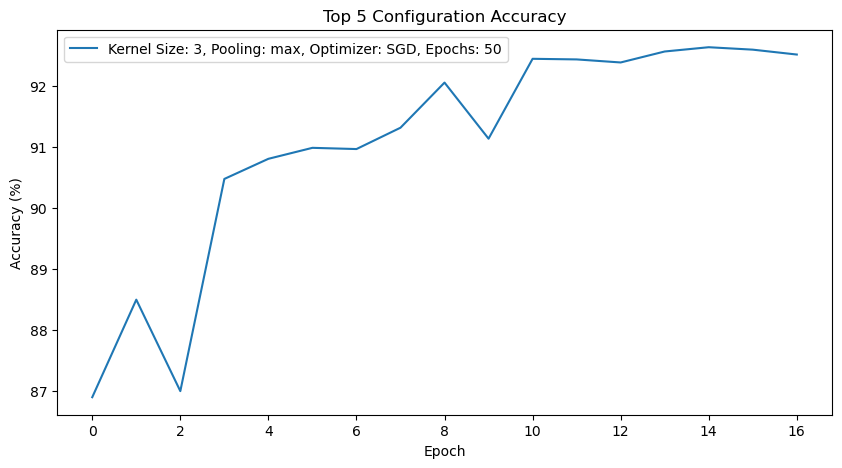 Top 5 Configuration Accuracy
Kernel Size: 3, Pooling: max, Optimizer: SGD, Epochs: 50
Accuracy (%)
92
91
90
89
88
87
0 2 4 6 8 10 12 14 16
Epoch